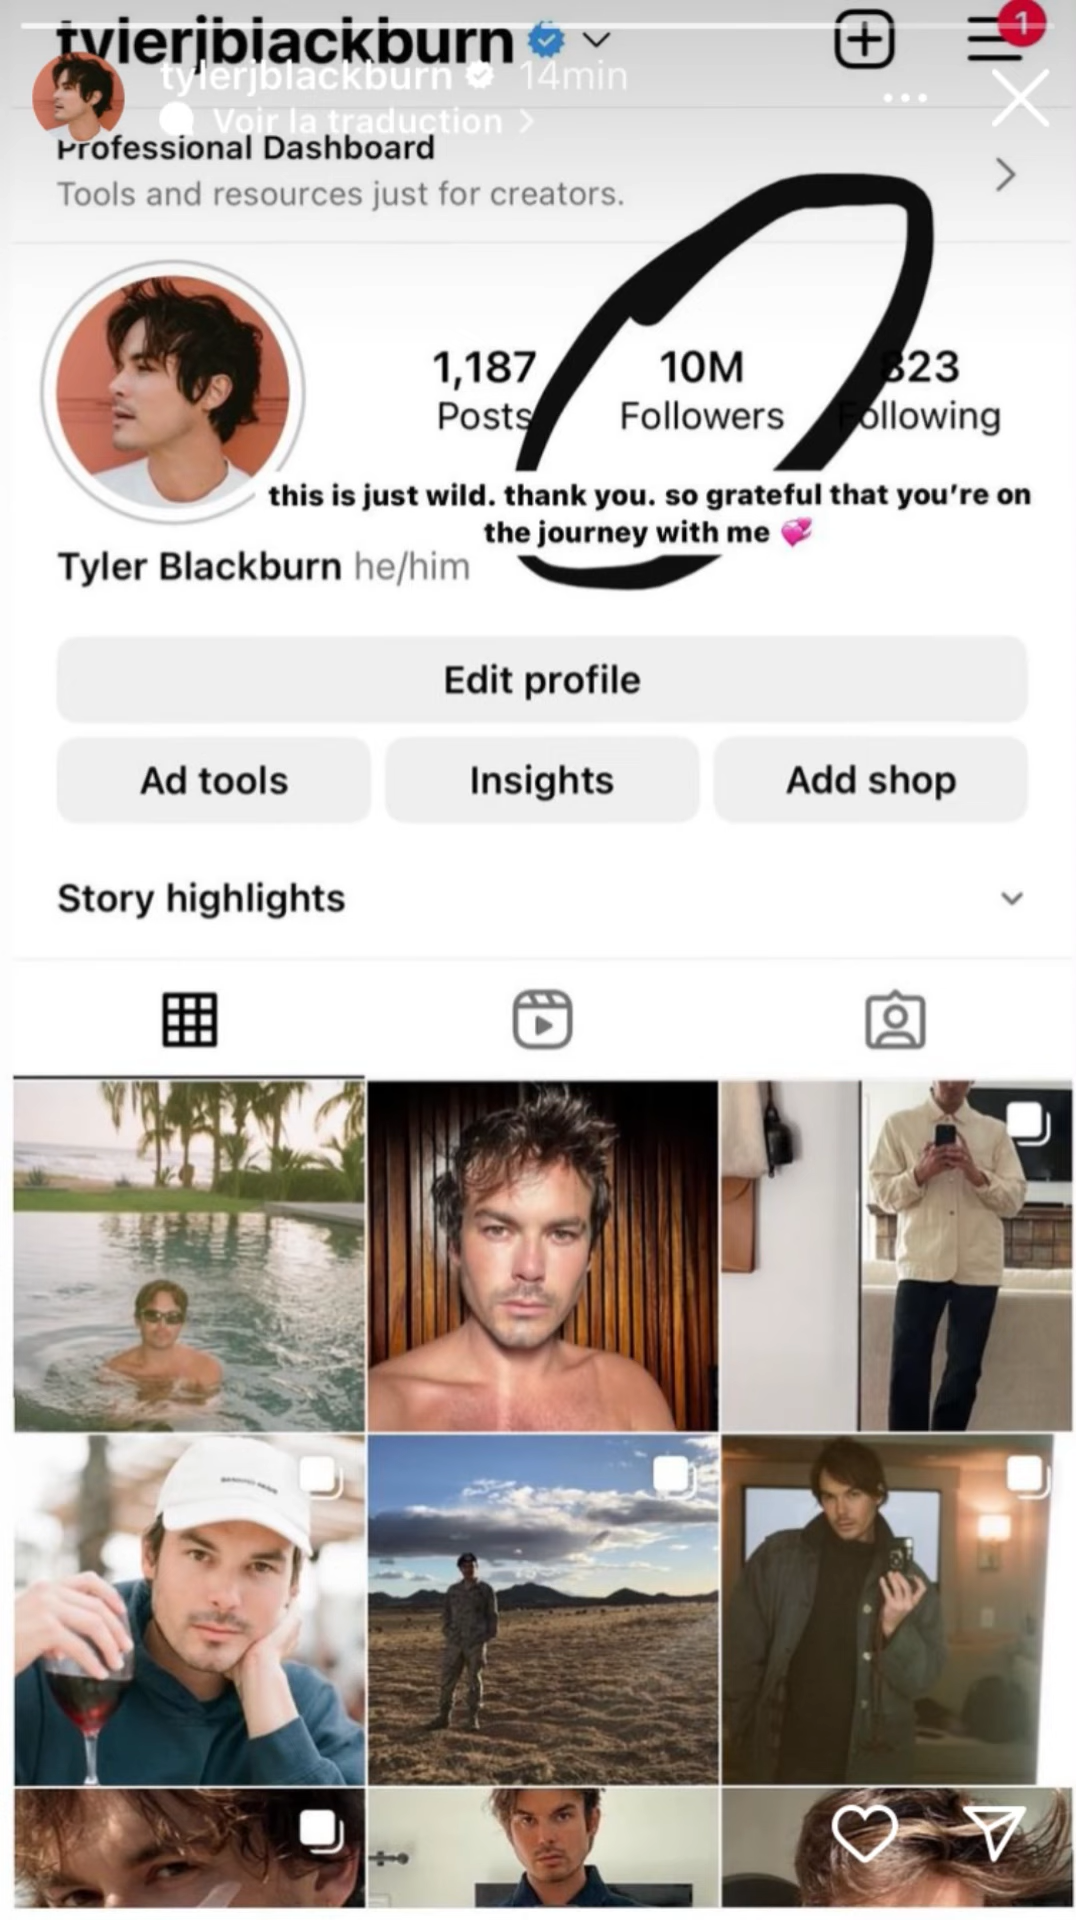 tylerjblackburn
1
tylerjblackburn 14min
Voir la traduction >
Professional Dashboard
Tools and resources just for creators.
1,187 10M 823
Posts Followers Following
this is just wild. thank you. so grateful that you’re on
the journey with me 💞
Tyler Blackburn he/him
Edit profile
Ad tools Insights Add shop
Story highlights